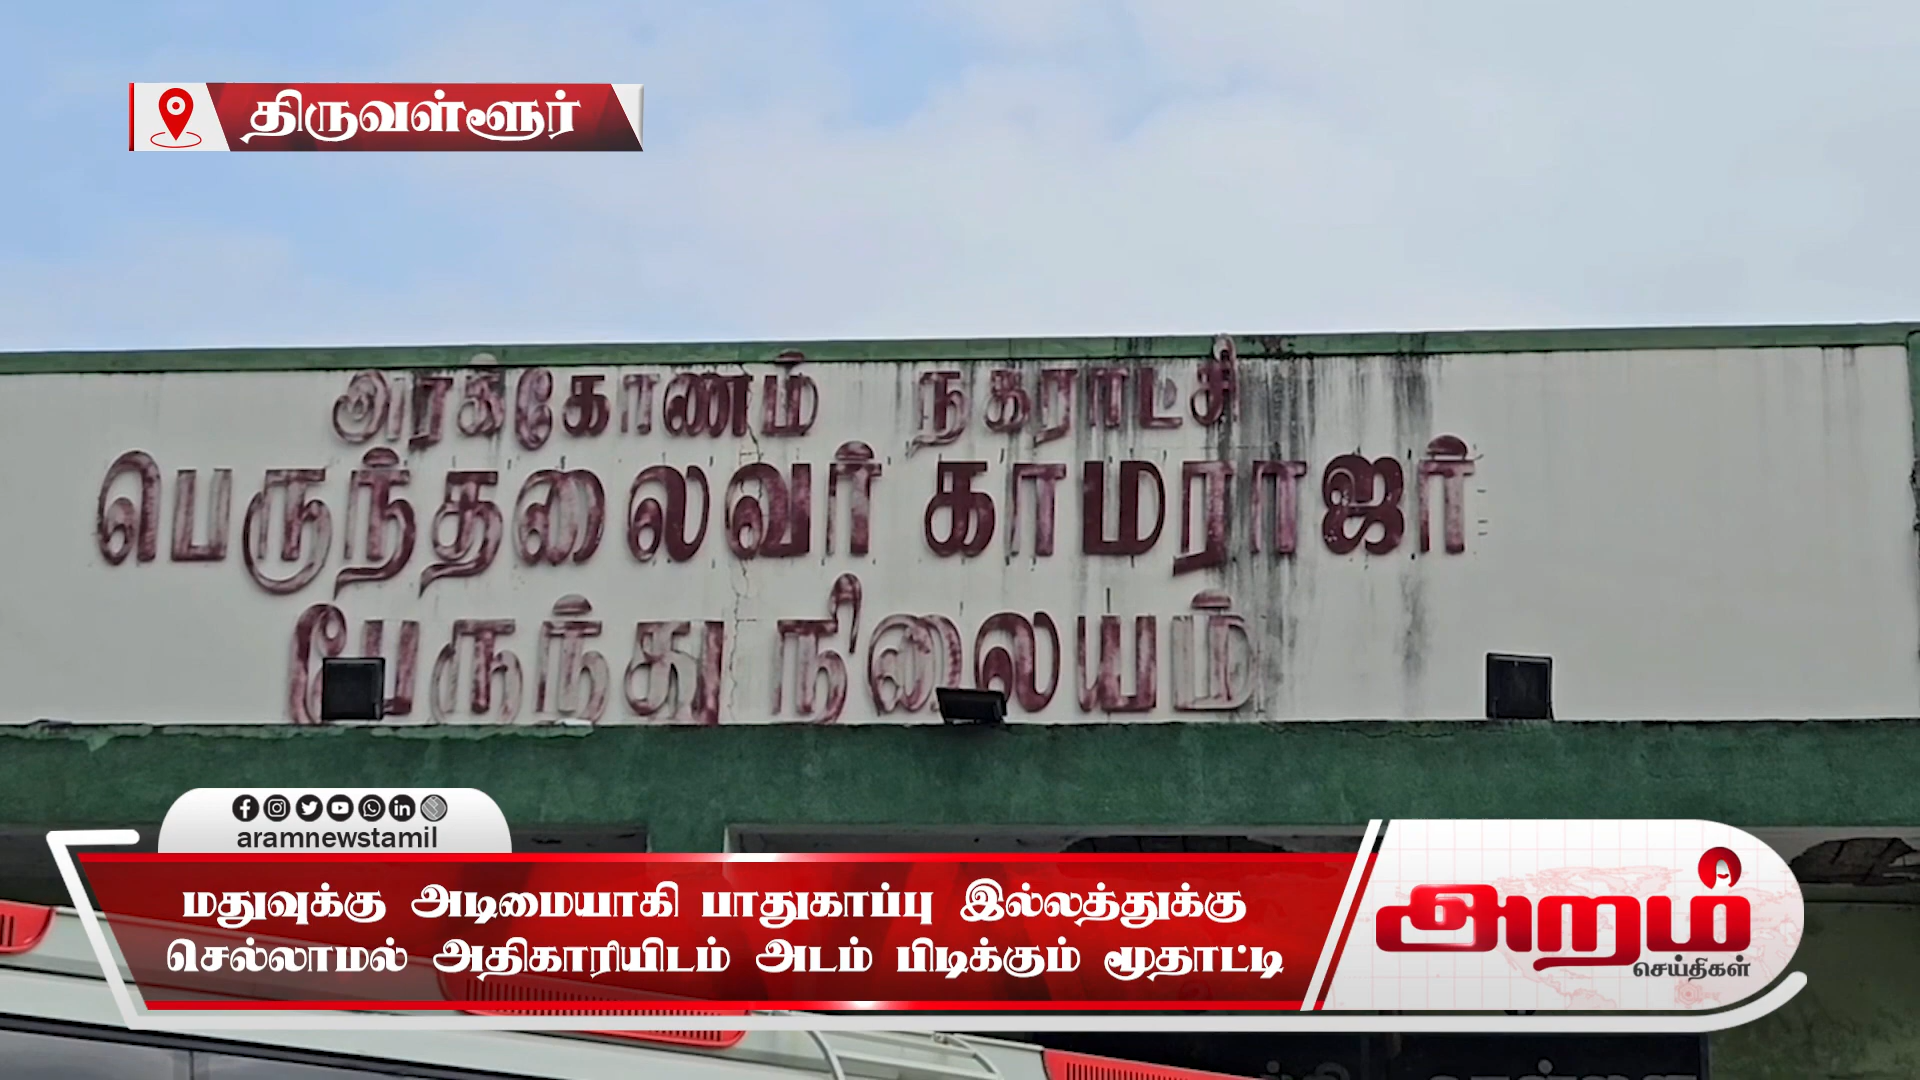 திருவள்ளூர்
அரக்கோணம் நகராட்சி
பெருந்தலைவர் காமராஜர்
பேருந்து நிலையம்
aramnewstamil
மதுவுக்கு அடிமையாகி பாதுகாப்பு இல்லத்துக்கு
செல்லாமல் அதிகாரியிடம் அடம் பிடிக்கும் மூதாட்டி
அறம்
செய்திகள்